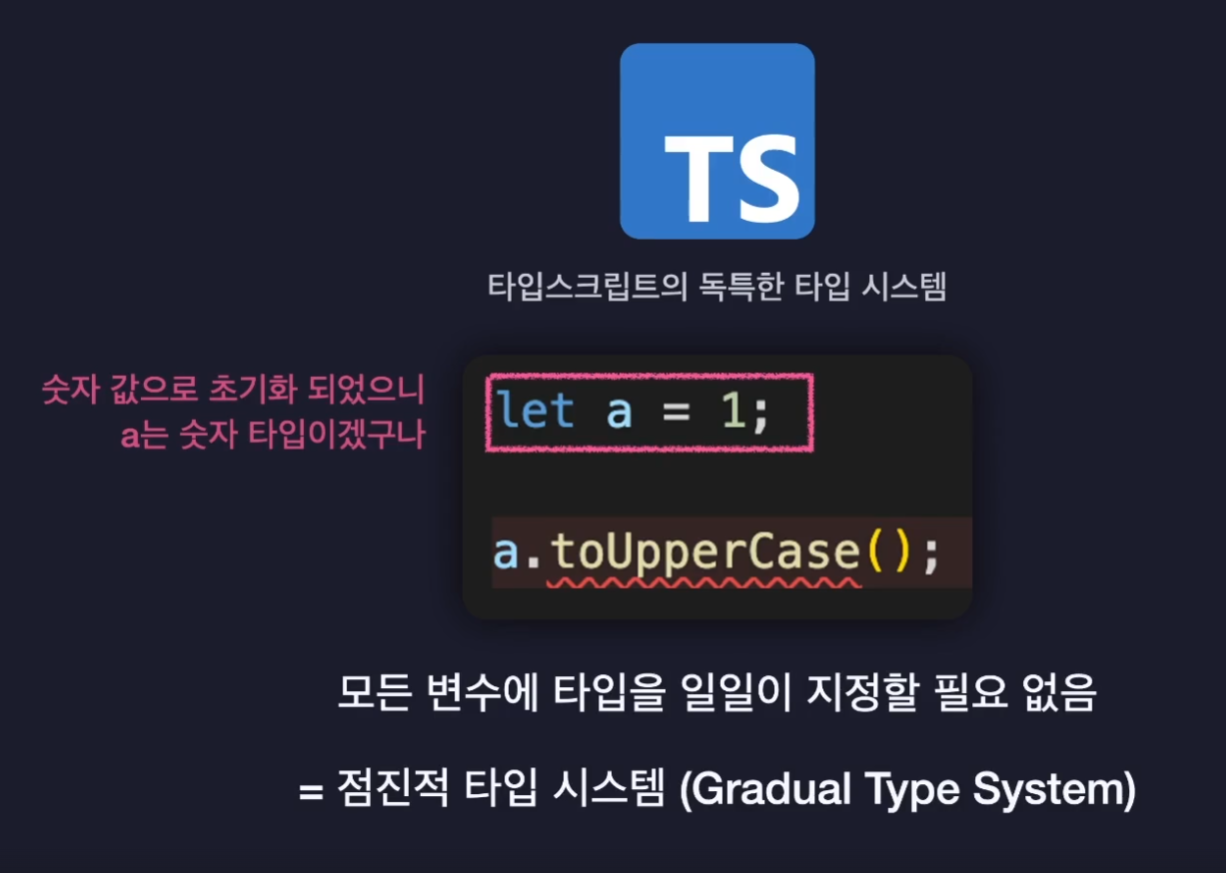 TS
타입스크립트의 독특한 타입 시스템
숫자 값으로 초기화 되었으니
a는 숫자 타입이겠구나
let a = 1;
a.toUpperCase();
모든 변수에 타입을 일일이 지정할 필요 없음
= 점진적 타입 시스템 (Gradual Type System)